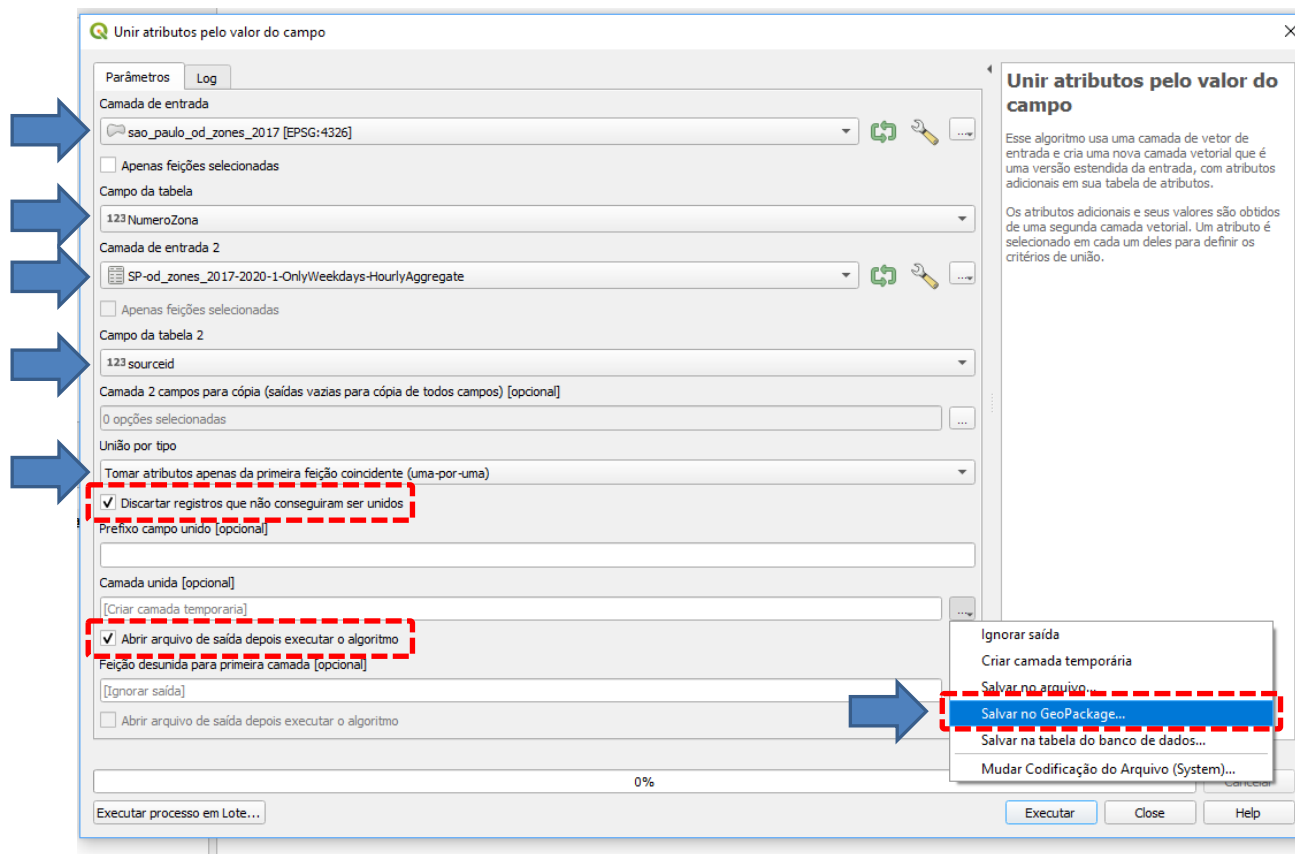 Unir atributos pelo valor do campo
Parâmetros
Log
Camada de entrada
sao_paulo_od_zones_2017 [EPSG:4326]
...
Apenas feições selecionadas
Campo da tabela
123 NumeroZona
Camada de entrada 2
SP-od_zones_2017-2020-1-OnlyWeekdays-HourlyAggregate
...
Apenas feições selecionadas
Campo da tabela 2
123 sourceid
Camada 2 campos para cópia (saídas vazias para cópia de todos campos) [opcional]
0 opções selecionadas
...
União por tipo
Tomar atributos apenas da primeira feição coincidente (uma-por-uma)
Discartar registros que não conseguiram ser unidos
Prefixo campo unido [opcional]
Camada unida [opcional]
[Criar camada temporaria]
...
Abrir arquivo de saída depois executar o algoritmo
Feição desunida para primeira camada [opcional]
[Ignorar saída]
Abrir arquivo de saída depois executar o algoritmo
Ignorar saída
Criar camada temporária
Salvar no arquivo...
Salvar no GeoPackage...
Salvar na tabela do banco de dados...
Mudar Codificação do Arquivo (System)...
Unir atributos pelo valor do
campo
Esse algoritmo usa uma camada de vetor de
entrada e cria uma nova camada vetorial que é
uma versão estendida da entrada, com atributos
adicionais em sua tabela de atributos.
Os atributos adicionais e seus valores são obtidos
de uma segunda camada vetorial. Um atributo é
selecionado em cada um deles para definir os
critérios de união.
0%
Cancelar
Executar processo em Lote...
Executar
Close
Help